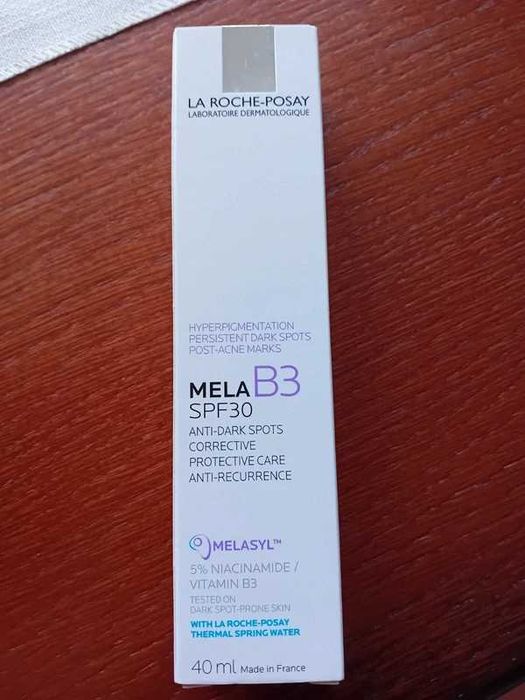 LA ROCHE-POSAY
LABORATOIRE DERMATOLOGIQUE
HYPERPIGMENTATION
PERSISTENT DARK SPOTS
POST-ACNE MARKS
MELA B3
SPF30
ANTI-DARK SPOTS
CORRECTIVE
PROTECTIVE CARE
ANTI-RECURRENCE
MELASYL™
5% NIACINAMIDE /
VITAMIN B3
TESTED ON
DARK SPOT-PRONE SKIN
WITH LA ROCHE-POSAY
THERMAL SPRING WATER
40 ml Made in France